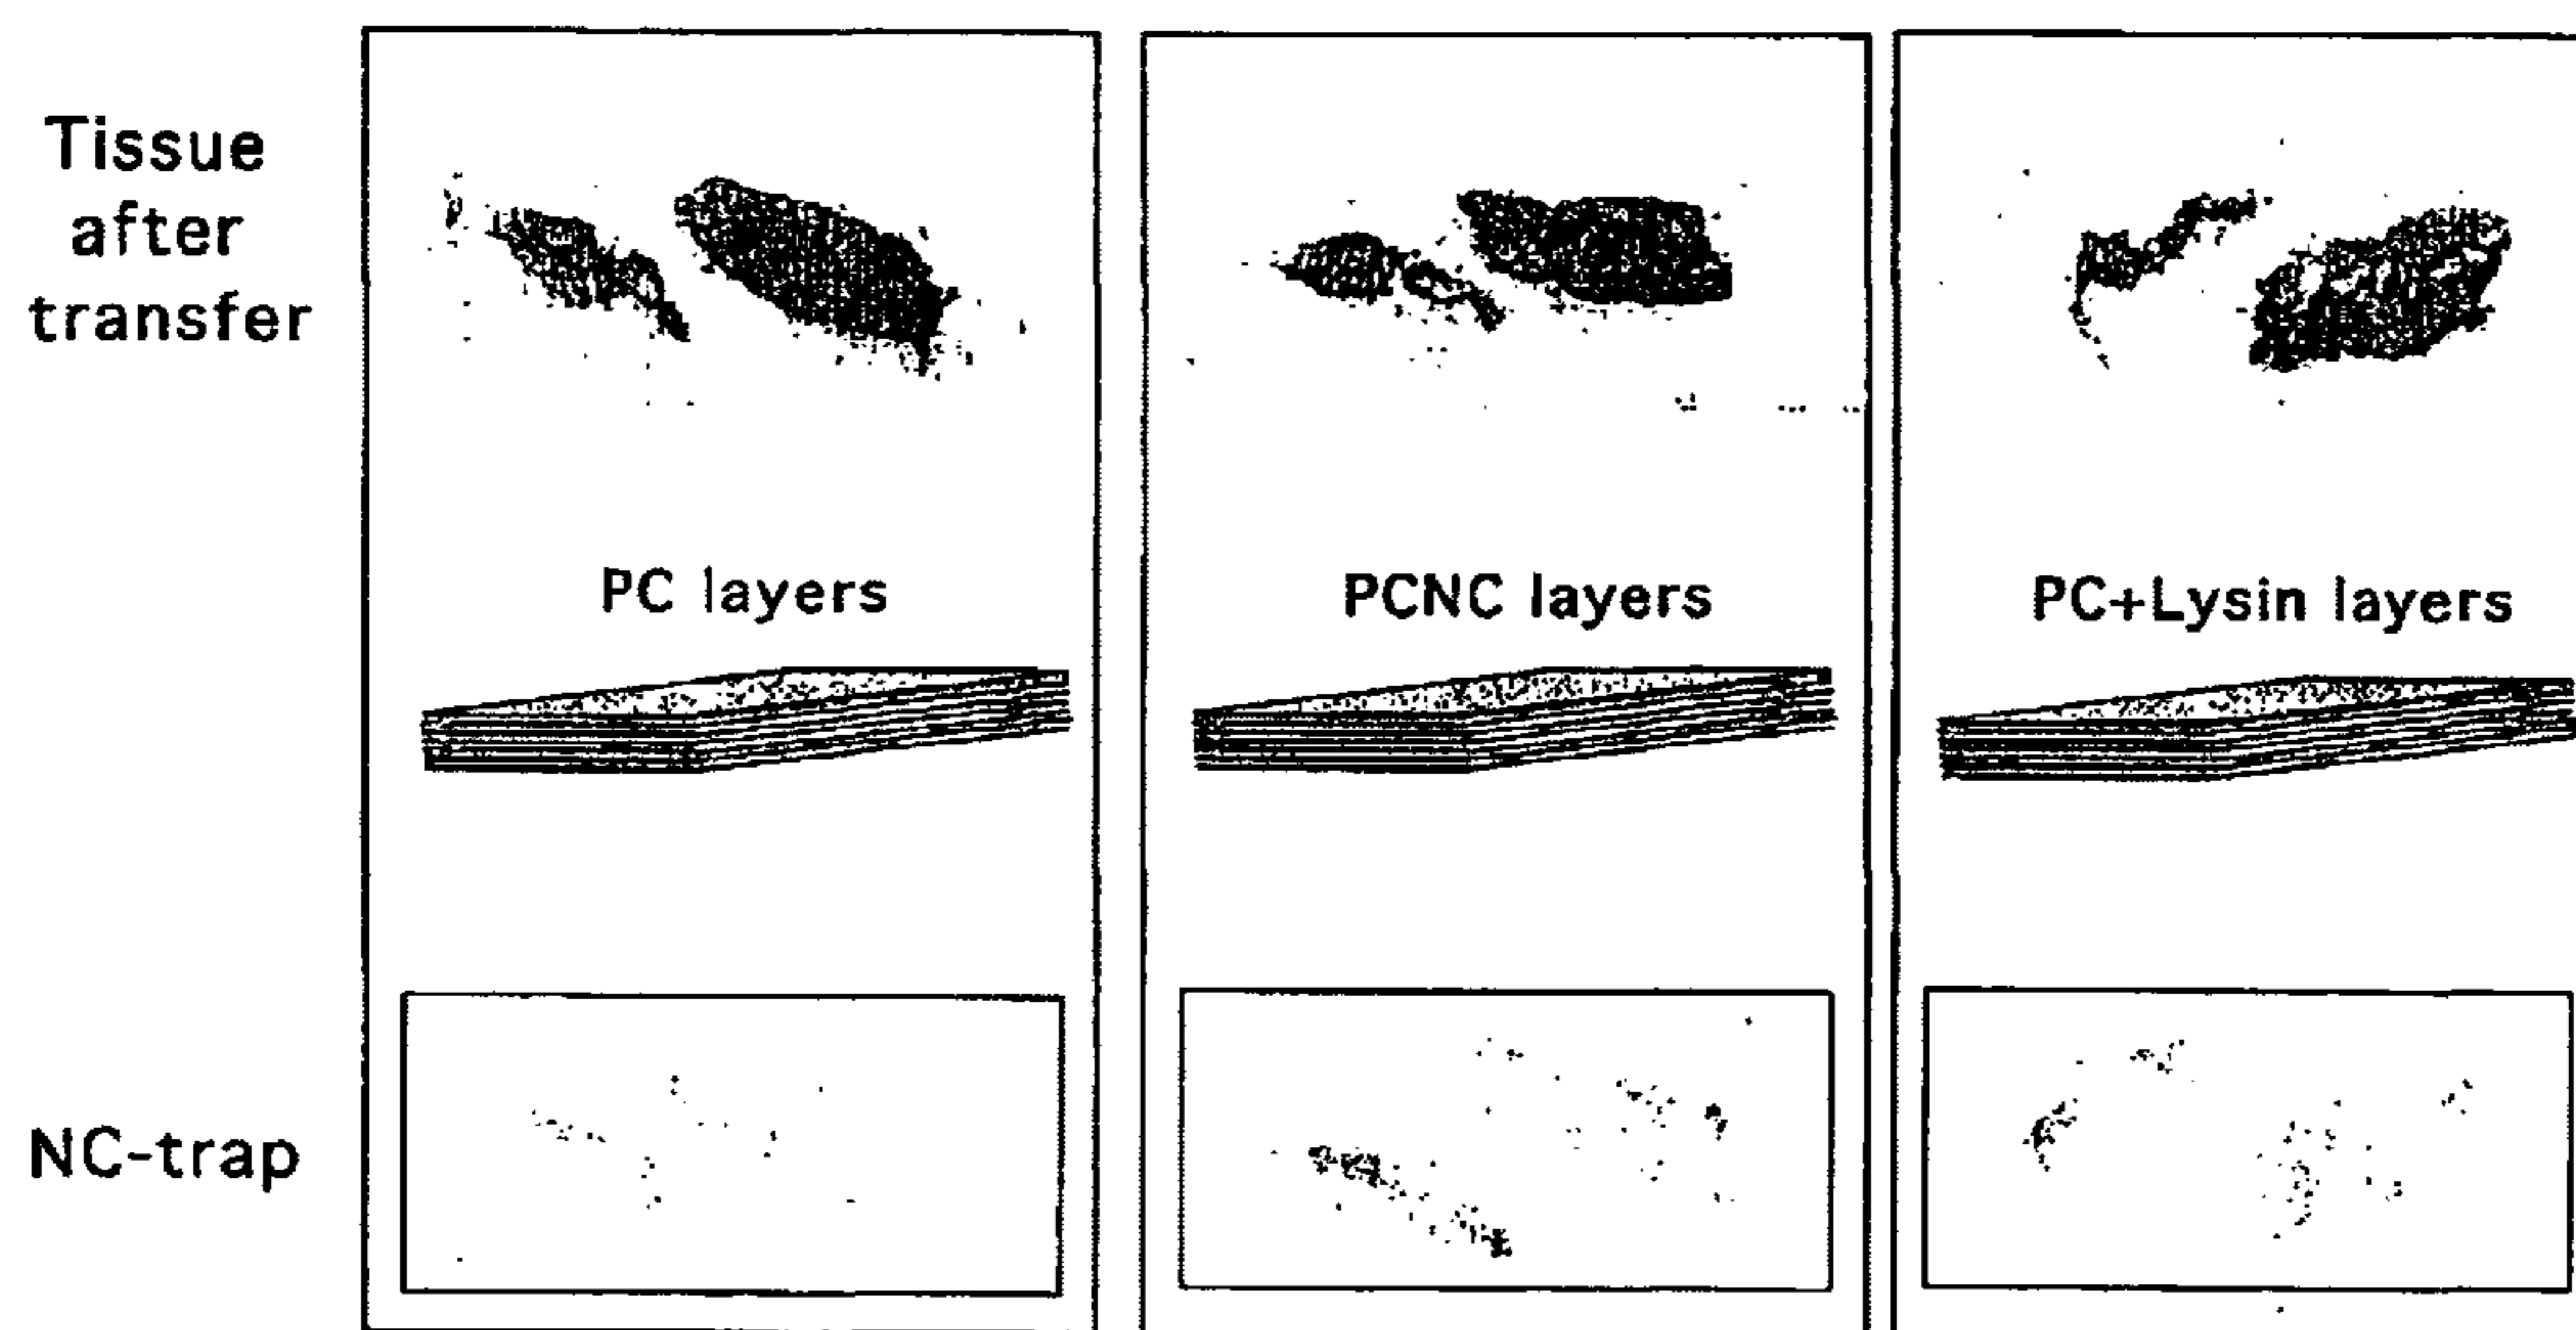 Tissue
after
transfer
PC layers
PCNC layers
PC+Lysin layers
NC-trap